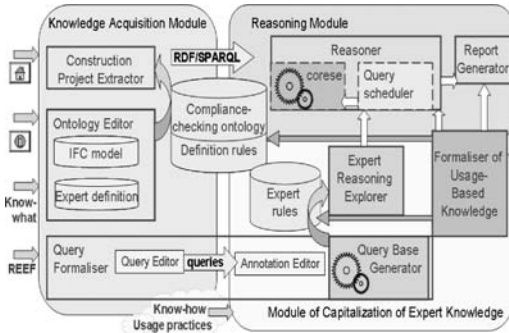 Knowledge Acquisition Module
Reasoning Module
Construction
Project Extractor
RDF/SPARQL
Reasoner
corese
Query
scheduler
Report
Generator
Ontology Editor
IFC model
Expert definition
Compliance-
checking ontology
Definition rules
Know-
what
Expert
rules
Expert
Reasoning
Explorer
Formaliser of
Usage-
Based
Knowledge
REEF
Query
Formaliser
Query Editor
queries
Annotation Editor
Query Base
Generator
Know-how
Usage practices
Module of Capitalization of Expert Knowledge